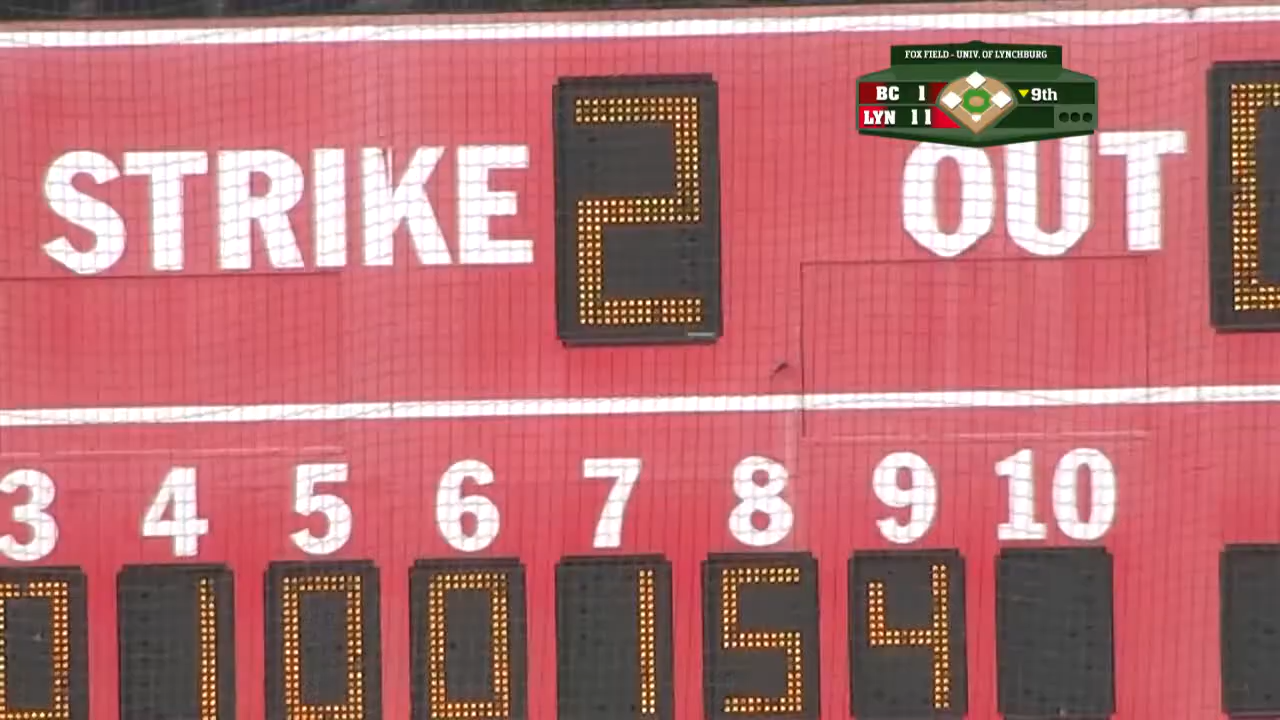 FOX FIELD - UNIV. OF LYNCHBURG
BC 1 9th
LYN 11
STRIKE 2 OUT
3 4 5 6 7 8 9 10
0 1 0 0 1 5 4